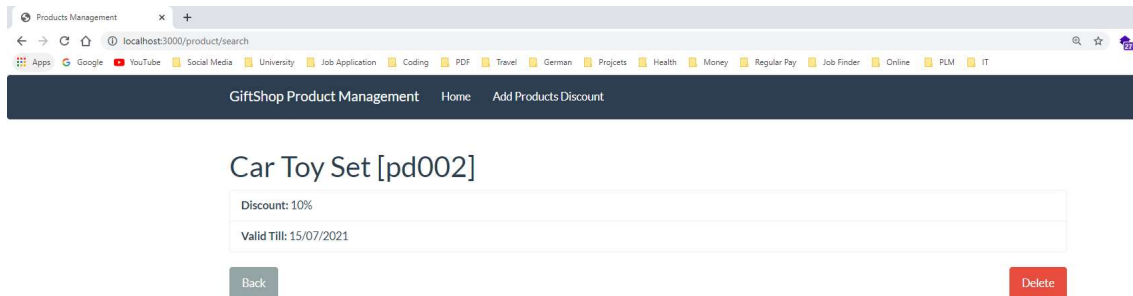 Products Management
localhost:3000/product/search
Apps Google YouTube Social Media University Job Application Coding PDF Travel German Projcets Health Money Regular Pay Job Finder Online PLM IT
27
GiftShop Product Management Home Add Products Discount
Car Toy Set [pd002]
Discount: 10%
Valid Till: 15/07/2021
Back Delete